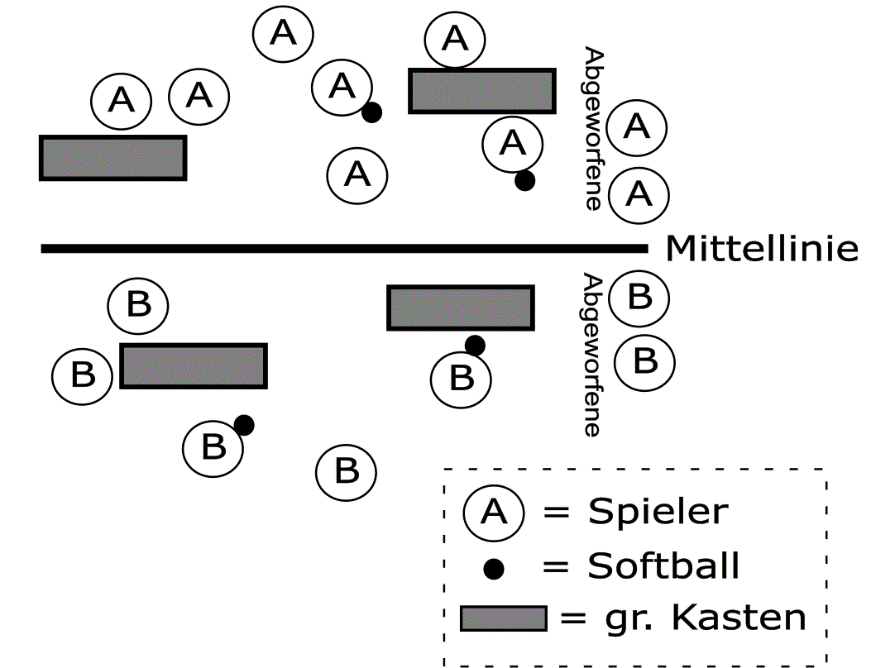 A
A
A
A
A
A
A
Abgeworfene
A
A
Mittellinie
B
B
B
B
B
Abgeworfene
B
B
A = Spieler
= Softball
= gr. Kasten